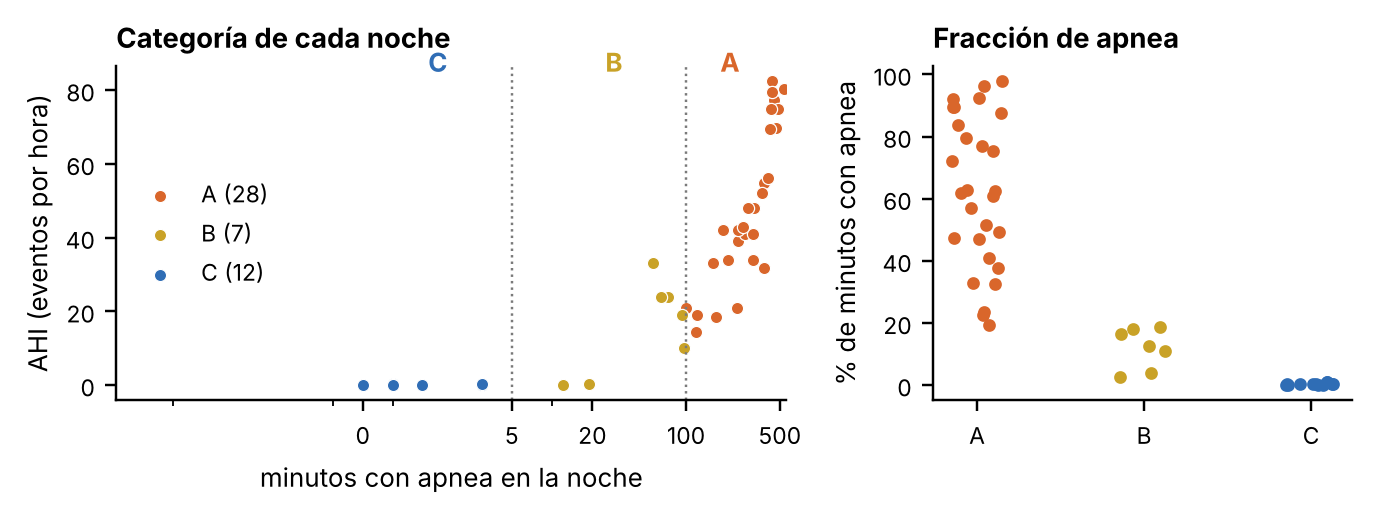 Categoría de cada noche
C B A
AHI (eventos por hora)
80
60
40
20
0
A (28)
B (7)
C (12)
0 5 20 100 500
minutos con apnea en la noche
Fracción de apnea
% de minutos con apnea
100
80
60
40
20
0
A B C